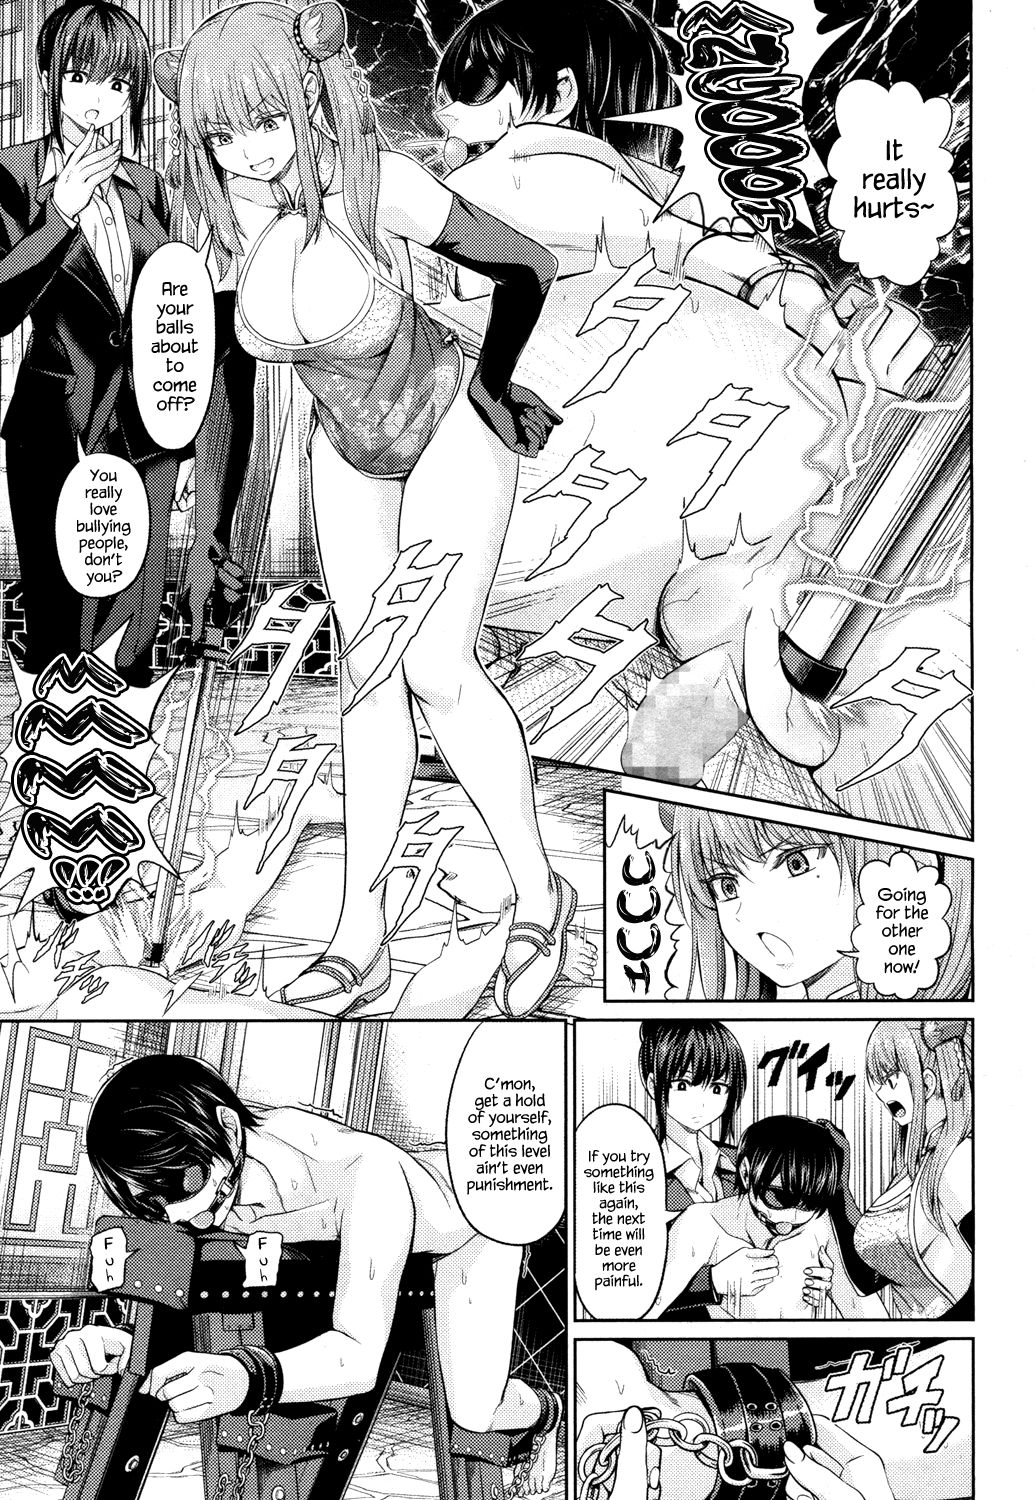 It
really
hurts~
Are
your
balls
about
to
come
off?
You
really
love
bullying
people,
don't
you?
タ
タ
タ
タ
タ
タ
タ
タ
タ
タ
Going
for the
other
one
now!
グイッ
If you try
something
like this
again,
the next
time will
be even
more
painful.
C'mon,
get a hold
of yourself,
something
of this level
ain't even
punishment.
Fuh
Fuh
ガチッ